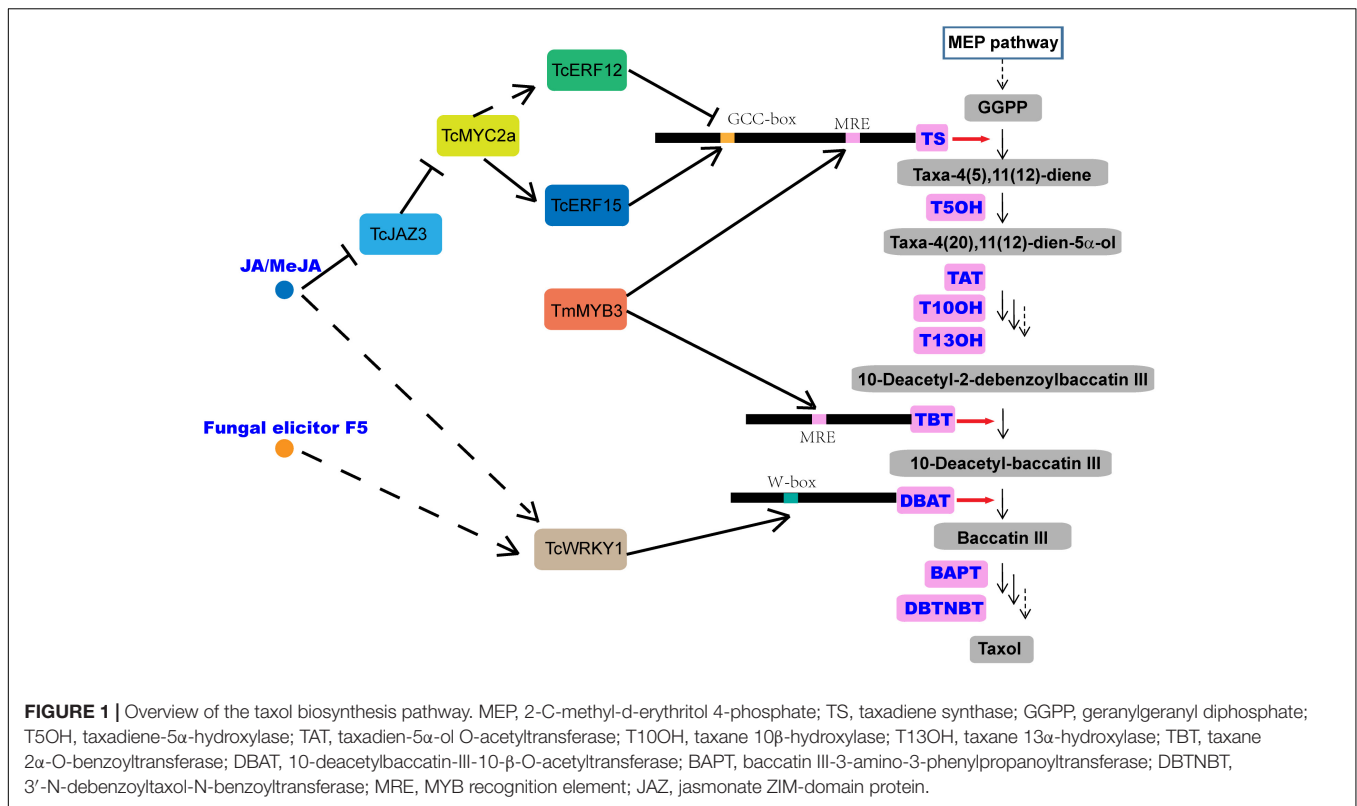 MEP pathway
GGPP
TcERF12
GCC-box
MRE
TS
TcMYC2a
Taxa-4(5),11(12)-diene
T5OH
TcERF15
TcJAZ3
Taxa-4(20),11(12)-dien-5α-ol
JA/MeJA
TAT
T10OH
TmMYB3
T13OH
10-Deacetyl-2-debenzoylbaccatin III
TBT
MRE
Fungal elicitor F5
10-Deacetyl-baccatin III
W-box
DBAT
Baccatin III
TcWRKY1
BAPT
DBTNBT
Taxol
FIGURE 1 | Overview of the taxol biosynthesis pathway. MEP, 2-C-methyl-d-erythritol 4-phosphate; TS, taxadiene synthase; GGPP, geranylgeranyl diphosphate;
T5OH, taxadiene-5α-hydroxylase; TAT, taxadien-5α-ol O-acetyltransferase; T10OH, taxane 10β-hydroxylase; T13OH, taxane 13α-hydroxylase; TBT, taxane
2α-O-benzoyltransferase; DBAT, 10-deacetylbaccatin-III-10-β-O-acetyltransferase; BAPT, baccatin III-3-amino-3-phenylpropanoyltransferase; DBTNBT,
3′-N-debenzoyltaxol-N-benzoyltransferase; MRE, MYB recognition element; JAZ, jasmonate ZIM-domain protein.